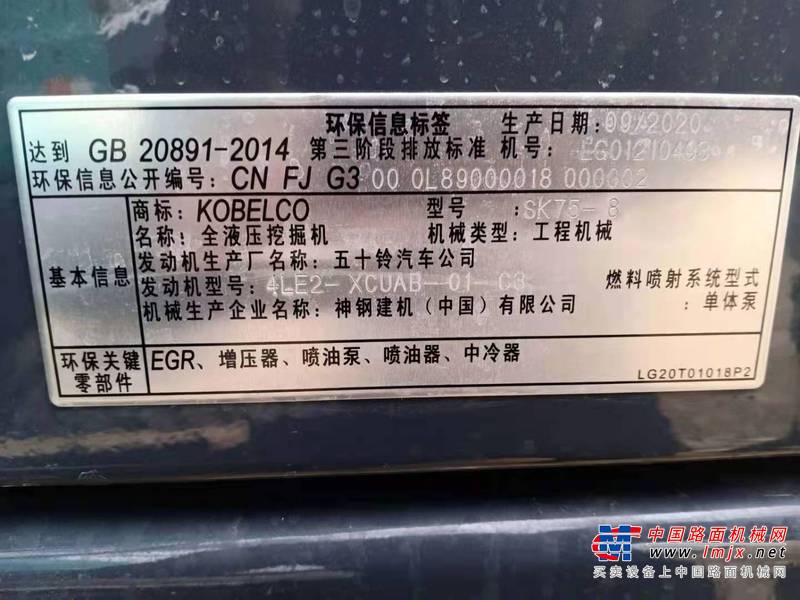 环保信息标签 生产日期:09/2020
达到 GB 20891-2014 第三阶段排放标准 机号:
环保信息公开编号: CN FJ G3 00 0L89000018 000002
商标: KOBELCO 型号 : SK75-8
名称: 全液压挖掘机 机械类型: 工程机械
发动机生产厂名称: 五十铃汽车公司
基本信息
发动机型号: 4LE2-XCUAB-01-C3
燃料喷射系统型式
机械生产企业名称: 神钢建机(中国)有限公司
: 单体泵
环保关键
零部件
EGR、增压器、喷油泵、喷油器、中冷器
LG20T01018P2
中国路面机械网
www.lmjx.net
买卖设备上中国路面机械网